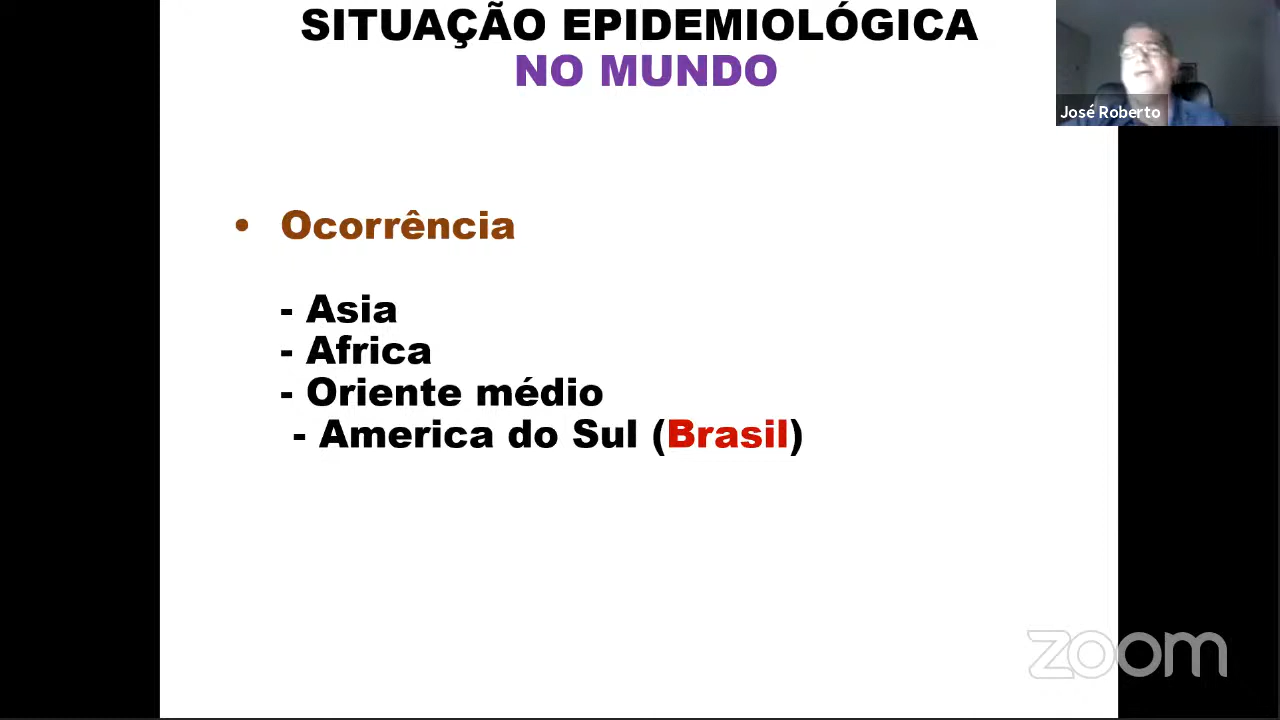 SITUAÇÃO EPIDEMIOLÓGICA
NO MUNDO
José Roberto
• Ocorrência
- Asia
- Africa
- Oriente médio
- America do Sul (Brasil)
zoom